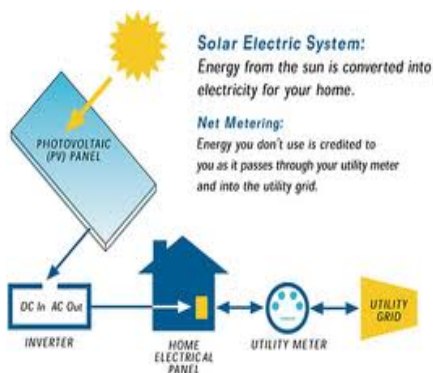 Solar Electric System:
Energy from the sun is converted into
electricity for your home.
Net Metering:
Energy you don't use is credited to
you as it passes through your utility meter
and into the utility grid.
PHOTOVOLTAIC
(PV) PANEL
DC In AC Out
INVERTER
HOME
ELECTRICAL
PANEL
UTILITY METER
UTILITY
GRID